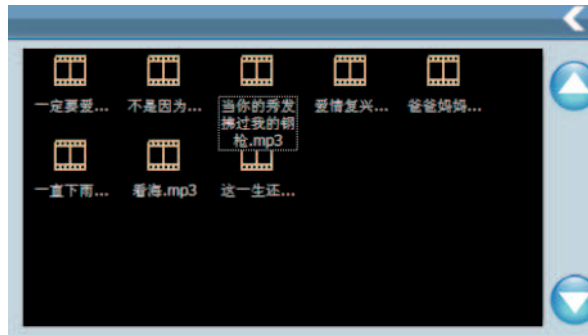 一定要爱...
不是因为...
当你的秀发
拂过我的钢
枪.mp3
爱情复兴...
爸爸妈妈...
一直下雨...
看海.mp3
这一生还...